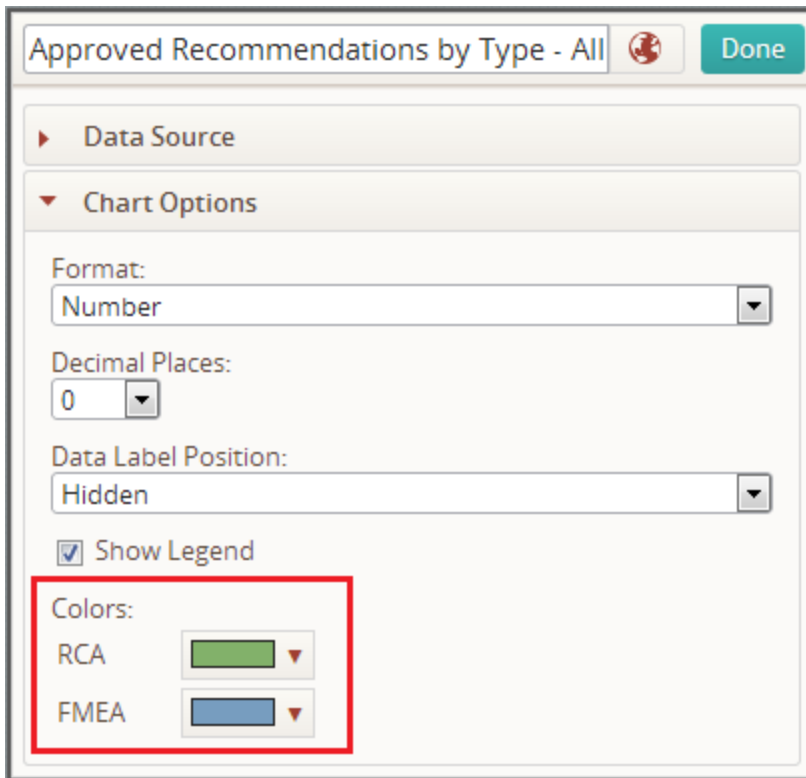 Approved Recommendations by Type - All
Done
Data Source
Chart Options
Format:
Number
Decimal Places:
0
Data Label Position:
Hidden
Show Legend
Colors:
RCA
FMEA